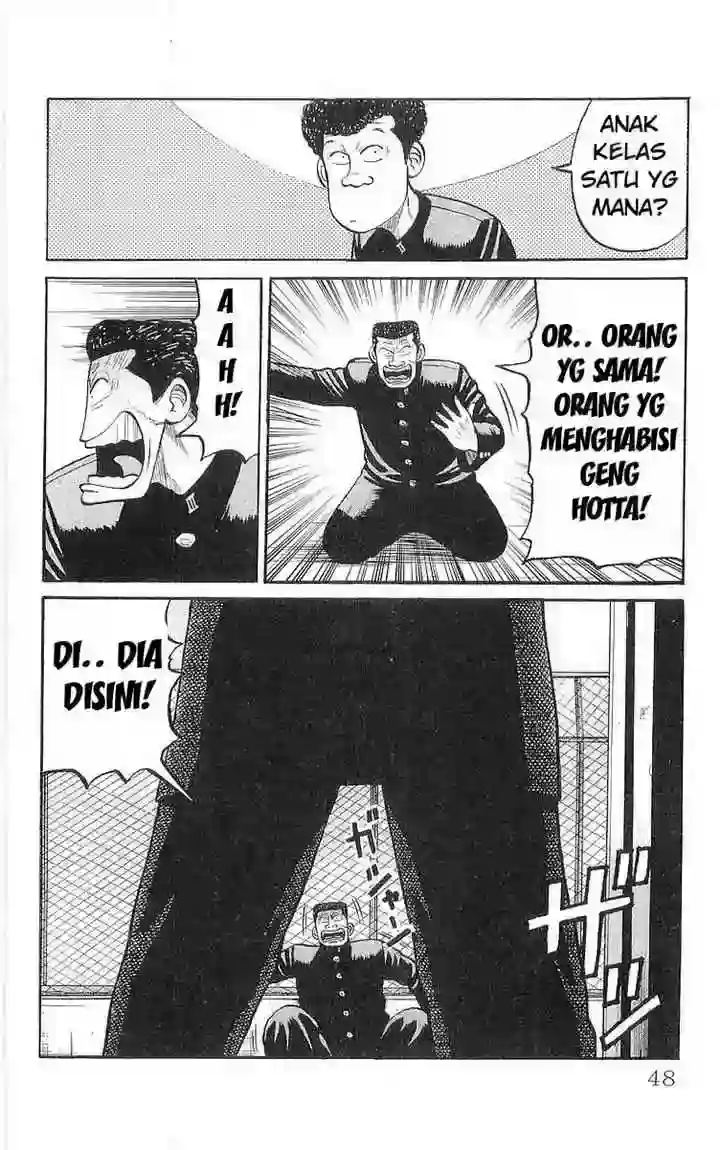 ANAK
KELAS
SATU YG
MANA?
OR.. ORANG
YG SAMA!
ORANG YG
MENGHABISI
GENG
HOTTA!
A
A
H
H!
DI.. DIA
DISINI!
ガシャーン
ザザッ
48